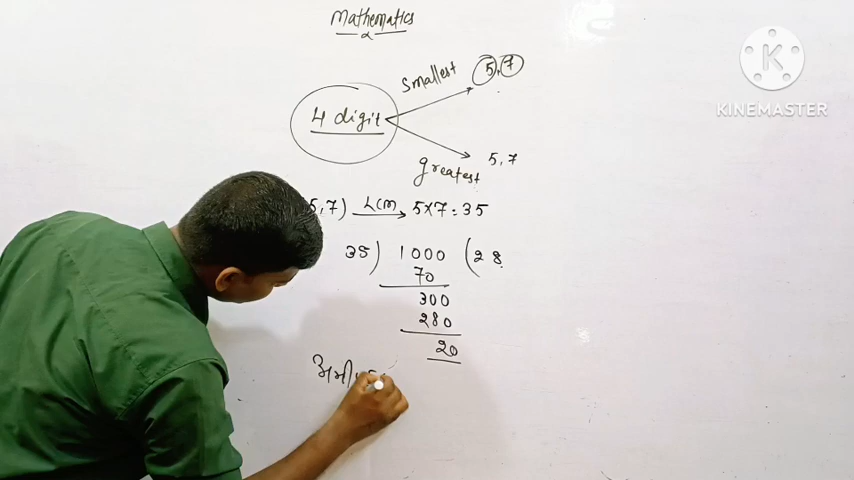 Mathematics
smallest 5, 7
4 digit
greatest 5, 7
5, 7) LCM 5×7=35
35) 1000 (28
70
300
280
20
K
KINEMASTER